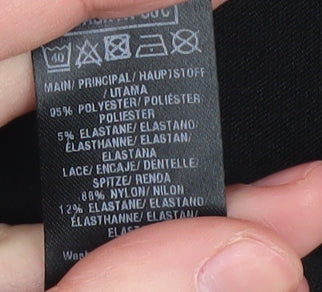 40
MAIN/ PRINCIPAL/ HAUPTSTOFF
/ UTAMA
95% POLYESTER/ POLIÉSTER
POLIESTER
5% ELASTANE/ ELASTANO/
ÉLASTHANNE/ ELASTAN/
ELASTANA
LACE/ ENCAJE/ DENTELLE/
SPITZE/ RENDA
88% NYLON/ NILON
12% ELASTANE/ ELASTANO/
ÉLASTHANNE/ ELASTAN/